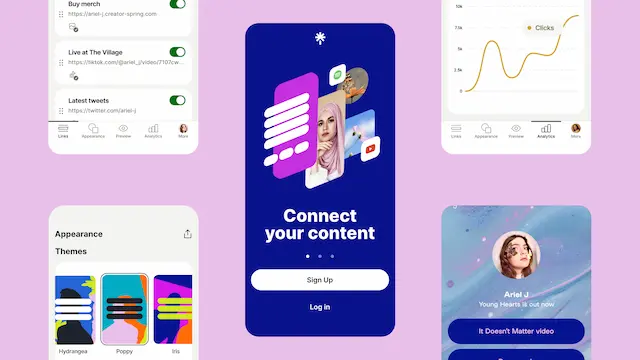 Buy merch
https://ariel-j.creator-spring.com
Live at The Village
https://tiktok.com/@ariel_j/video/7107cw...
Latest tweets
https://twitter.com/ariel-j
Links
Appearance
Preview
Analytics
More
Appearance
Themes
Hydrangea
Poppy
Iris
Connect
your content
Sign Up
Log in
10k
7.5k
5k
2.5k
0
Clicks
Links
Appearance
Preview
Analytics
More
Ariel J
Young Hearts is out now
It Doesn't Matter video